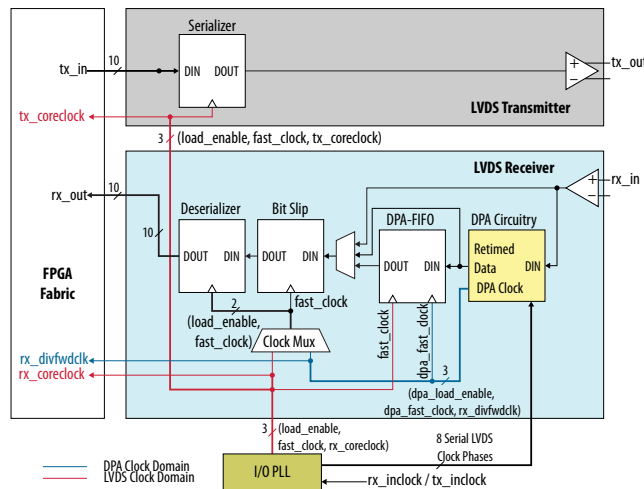 Serializer
10
tx_in
DIN DOUT
tx_out
+
−
tx_coreclock
LVDS Transmitter
3 (load_enable, fast_clock, tx_coreclock)
LVDS Receiver
+
−
rx_in
10
rx_out
Deserializer
Bit Slip
DPA-FIFO
DPA Circuitry
10
DOUT DIN
DIN
DOUT DIN
Retimed
Data
DIN
DPA Clock
FPGA
Fabric
2
fast_clock
(load_enable,
fast_clock)
Clock Mux
fast_clock
dpa_fast_clock
rx_divfwdclk
rx_coreclock
3
(dpa_load_enable,
dpa_fast_clock, rx_divfwdclk)
3
(load_enable,
fast_clock, rx_coreclock)
8 Serial LVDS
Clock Phases
I/O PLL
rx_inclock / tx_inclock
DPA Clock Domain
LVDS Clock Domain